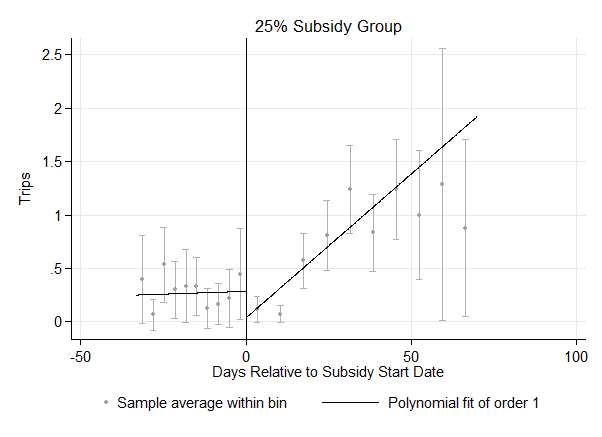 25% Subsidy Group
2.5
2
1.5
1
.5
0
Trips
-50
0
50
100
Days Relative to Subsidy Start Date
Sample average within bin
Polynomial fit of order 1